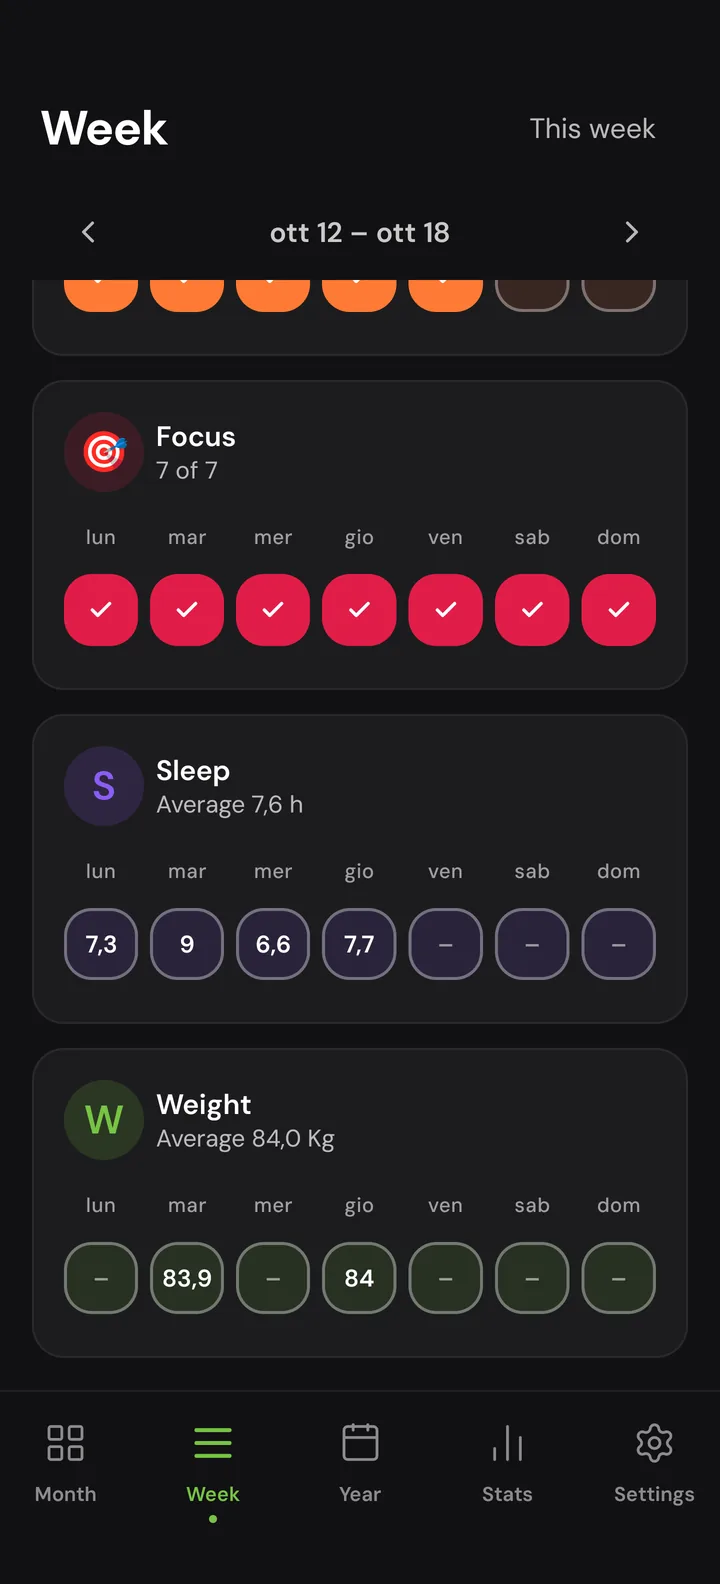 Week
This week
ott 12 – ott 18
Focus
7 of 7
lun mar mer gio ven sab dom
S
Sleep
Average 7,6 h
lun mar mer gio ven sab dom
7,3 9 6,6 7,7 – – –
W
Weight
Average 84,0 Kg
lun mar mer gio ven sab dom
– 83,9 – 84 – – –
Month Week Year Stats Settings